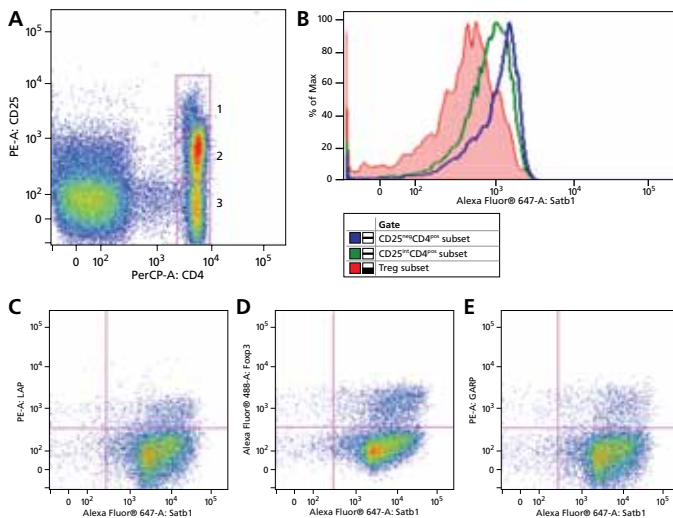 A
PE-A: CD25
10⁵
10⁴
10³
10²
0
1
2
3
0 10² 10³ 10⁴ 10⁵
PerCP-A: CD4
B
% of Max
100
80
60
40
20
0
0 10² 10³ 10⁴ 10⁵
Alexa Fluor® 647-A: Satb1
Gate
CD25ⁿᵉᵍCD4ᵖᵒˢ subset
CD25ⁱⁿᵗCD4ᵖᵒˢ subset
Treg subset
C
PE-A: LAP
10⁵
10⁴
10³
10²
0
0 10² 10³ 10⁴ 10⁵
Alexa Fluor® 647-A: Satb1
D
Alexa Fluor® 488-A: Foxp3
10⁵
10⁴
10³
10²
0
0 10² 10³ 10⁴ 10⁵
Alexa Fluor® 647-A: Satb1
E
PE-A: GARP
10⁵
10⁴
10³
10²
0
0 10² 10³ 10⁴ 10⁵
Alexa Fluor® 647-A: Satb1